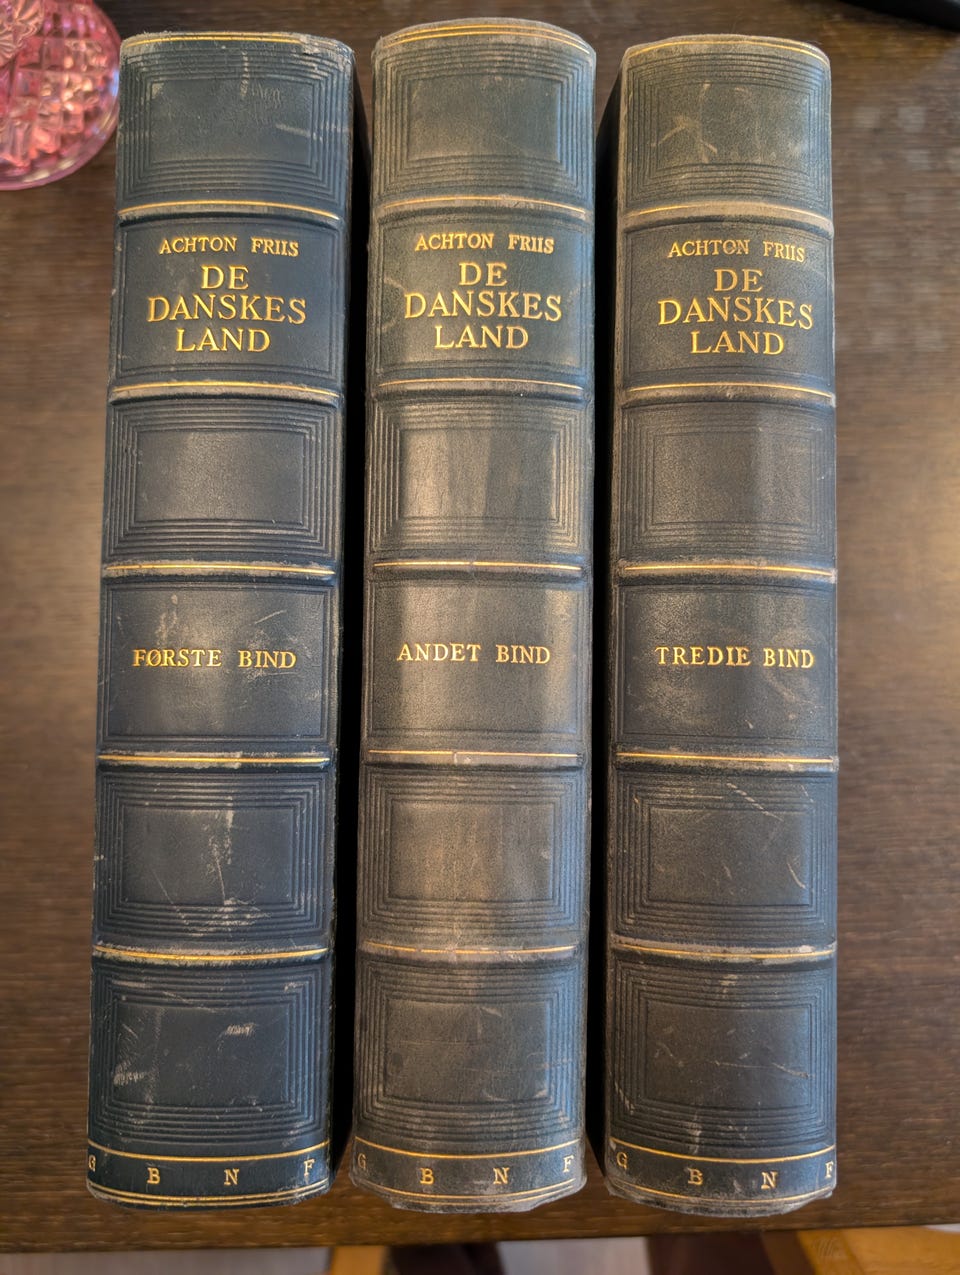 ACHTON FRIIS
DE
DANSKES
LAND
FØRSTE BIND
G B N F
ACHTON FRIIS
DE
DANSKES
LAND
ANDET BIND
G B N F
ACHTON FRIIS
DE
DANSKES
LAND
TREDIE BIND
G B N F